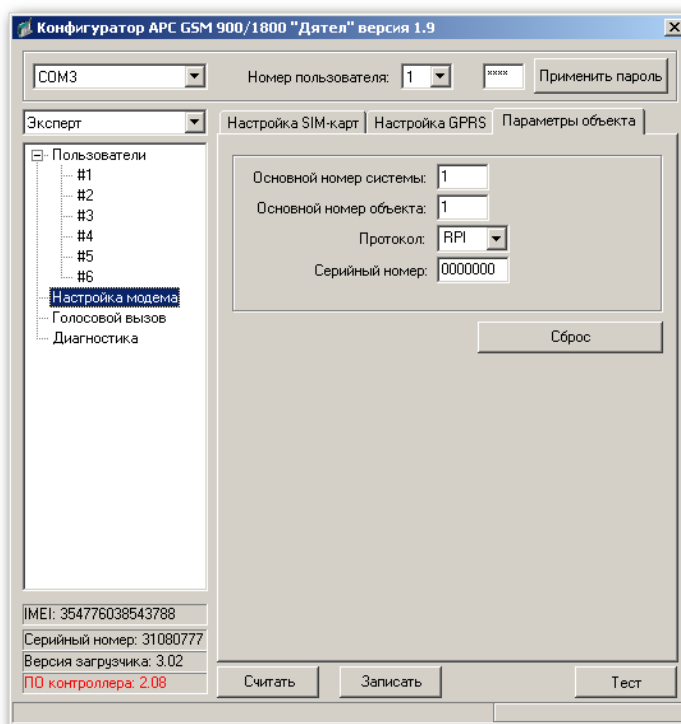 Конфигуратор АРС GSM 900/1800 "Дятел" версия 1.9
COM3
Номер пользователя: 1 **** Применить пароль
Эксперт
Настройка SIM-карт Настройка GPRS Параметры объекта
Пользователи
#1
#2
#3
#4
#5
#6
Настройка модема
Голосовой вызов
Диагностика
Основной номер системы: 1
Основной номер объекта: 1
Протокол: RPI
Серийный номер: 0000000
Сброс
IMEI: 354776038543788
Серийный номер: 31080777
Версия загрузчика: 3.02
ПО контроллера: 2.08
Считать Записать Тест